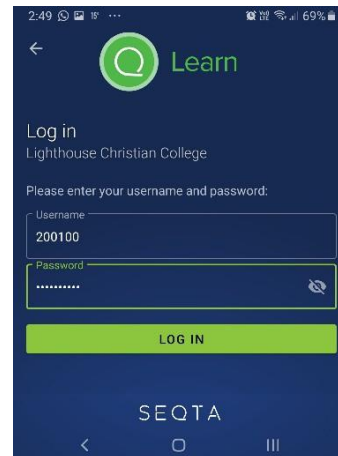 2:49 15° ...
69%
Learn
Log in
Lighthouse Christian College
Please enter your username and password:
Username
200100
Password
••••••••••
LOG IN
SEQTA